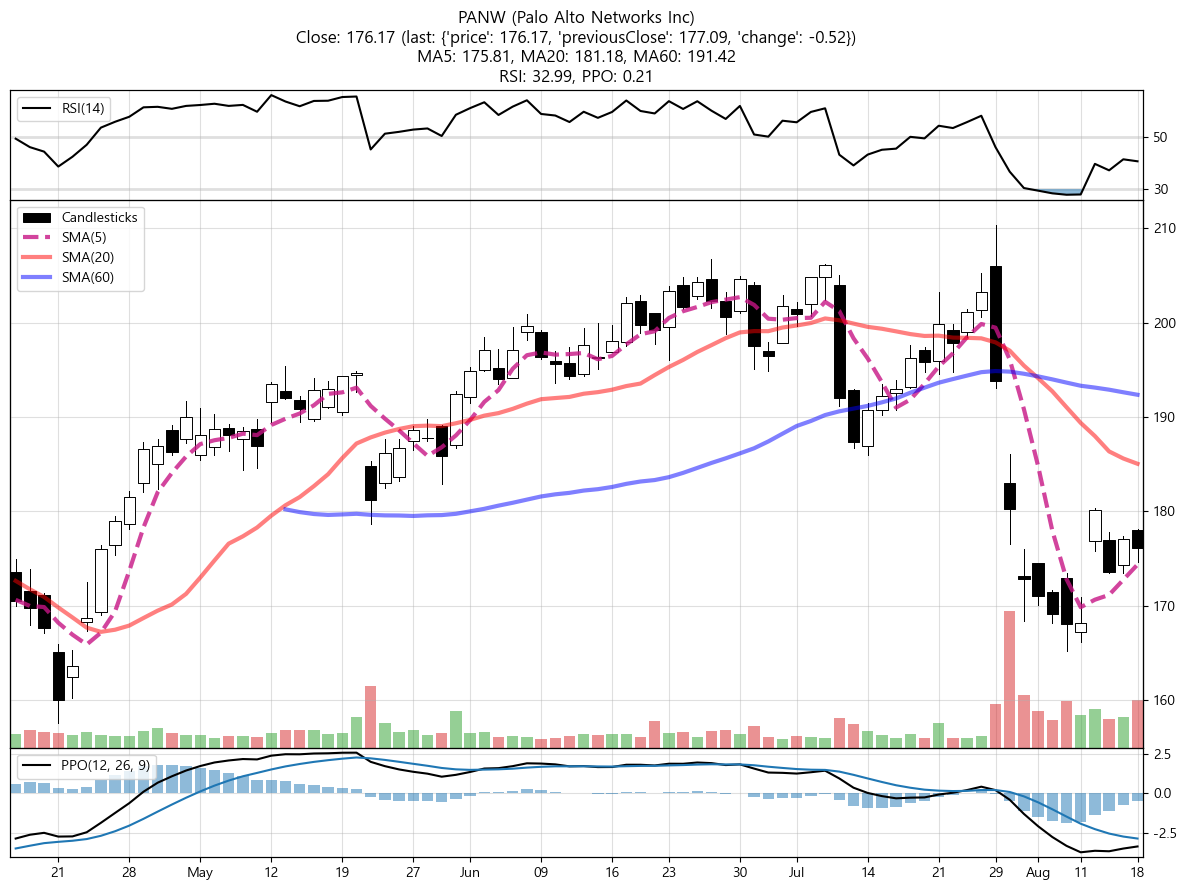 PANW (Palo Alto Networks Inc)
Close: 176.17 (last: {'price': 176.17, 'previousClose': 177.09, 'change': -0.52})
MA5: 175.81, MA20: 181.18, MA60: 191.42
RSI: 32.99, PPO: 0.21
RSI(14)
50
30
Candlesticks
SMA(5)
SMA(20)
SMA(60)
210
200
190
180
170
160
PPO(12, 26, 9)
2.5
0.0
-2.5
21 28 May 12 19 27 Jun 09 16 23 30 Jul 14 21 29 Aug 11 18